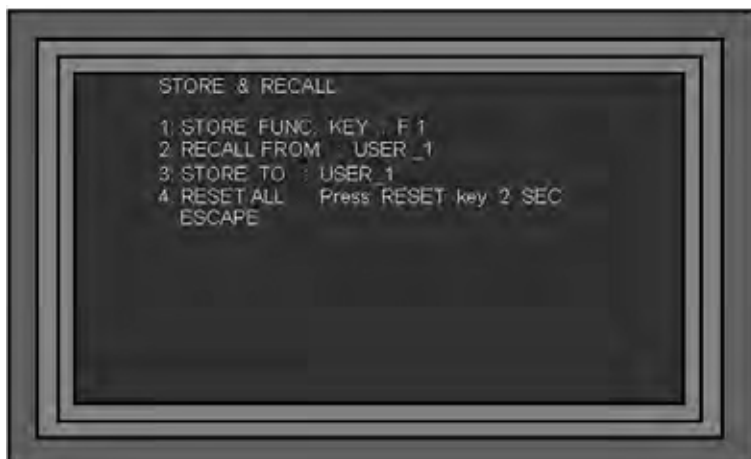 STORE & RECALL
1 STORE FUNC. KEY : F 1
2 RECALL FROM : USER_1
3 STORE TO : USER_1
4 RESET ALL Press RESET key 2 SEC
ESCAPE